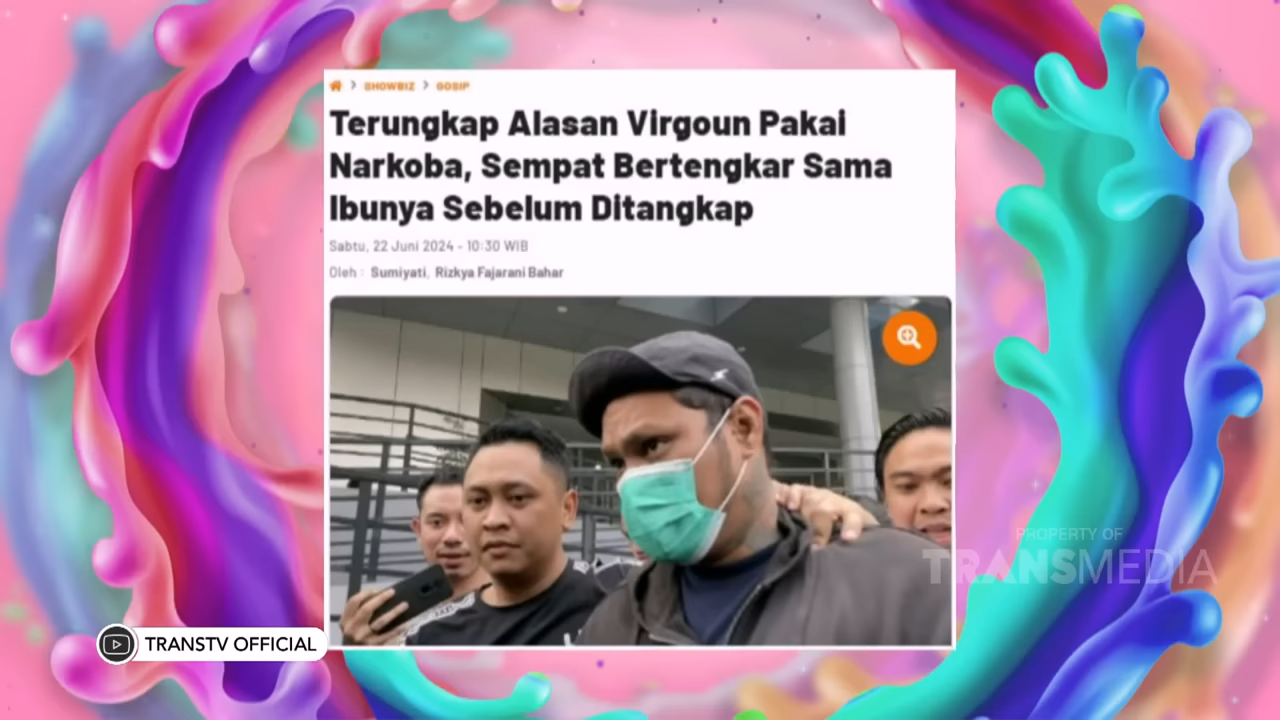 SHOWBIZ > GOSIP
Terungkap Alasan Virgoun Pakai
Narkoba, Sempat Bertengkar Sama
Ibunya Sebelum Ditangkap
Sabtu, 22 Juni 2024 - 10:30 WIB
Oleh : Sumiyati, Rizkya Fajarani Bahar
PROPERTY OF
TRANSMEDIA
TRANSTV OFFICIAL